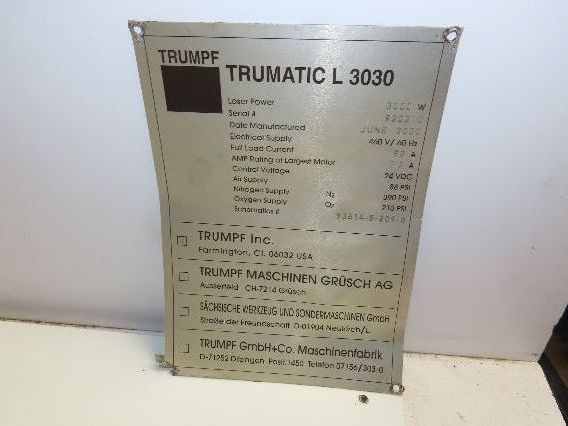 TRUMPF
TRUMATIC L 3030
Laser Power 3000 W
Serial #
Date Manufactured JUNE 2000
Electrical Supply 460 V/ 60 Hz
Full Load Current 92 A
AMP Rating of Largest Motor A
Control Voltage 24 VDC
Air Supply 88 PSI
Nitrogen Supply N2 390 PSI
Oxygen Supply O2 210 PSI
Schematics #
TRUMPF Inc.
Farmington, Ct. 06032 USA
TRUMPF MASCHINEN GRÜSCH AG
Ausserfeld CH-7214 Grüsch
SÄCHSISCHE WERKZEUG UND SONDERMASCHINEN GmbH
Straße der Freundschaft D-01904 Neukirch/L.
TRUMPF GmbH+Co. Maschinenfabrik
D-71252 Ditzingen Postf. 1450 Telefon 07156/303-0